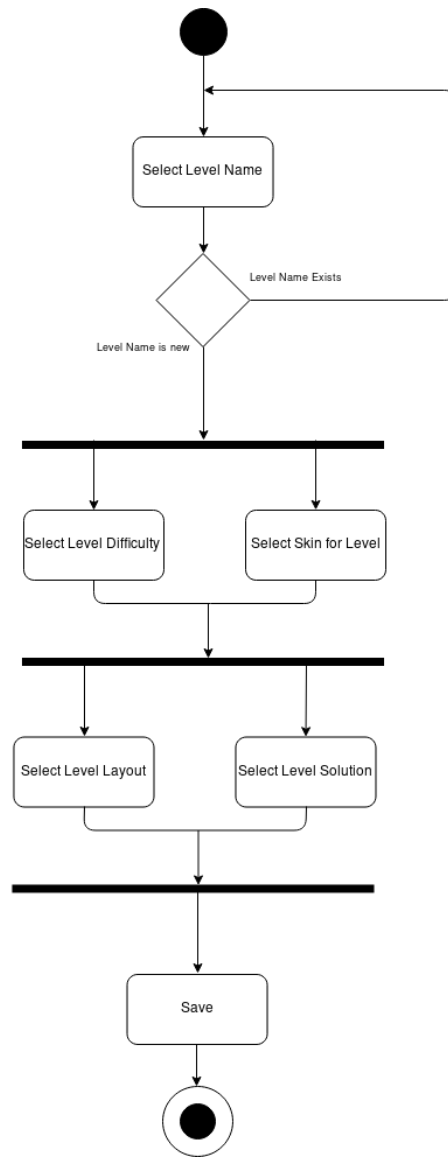 Select Level Name
Level Name Exists
Level Name is new
Select Level Difficulty
Select Skin for Level
Select Level Layout
Select Level Solution
Save